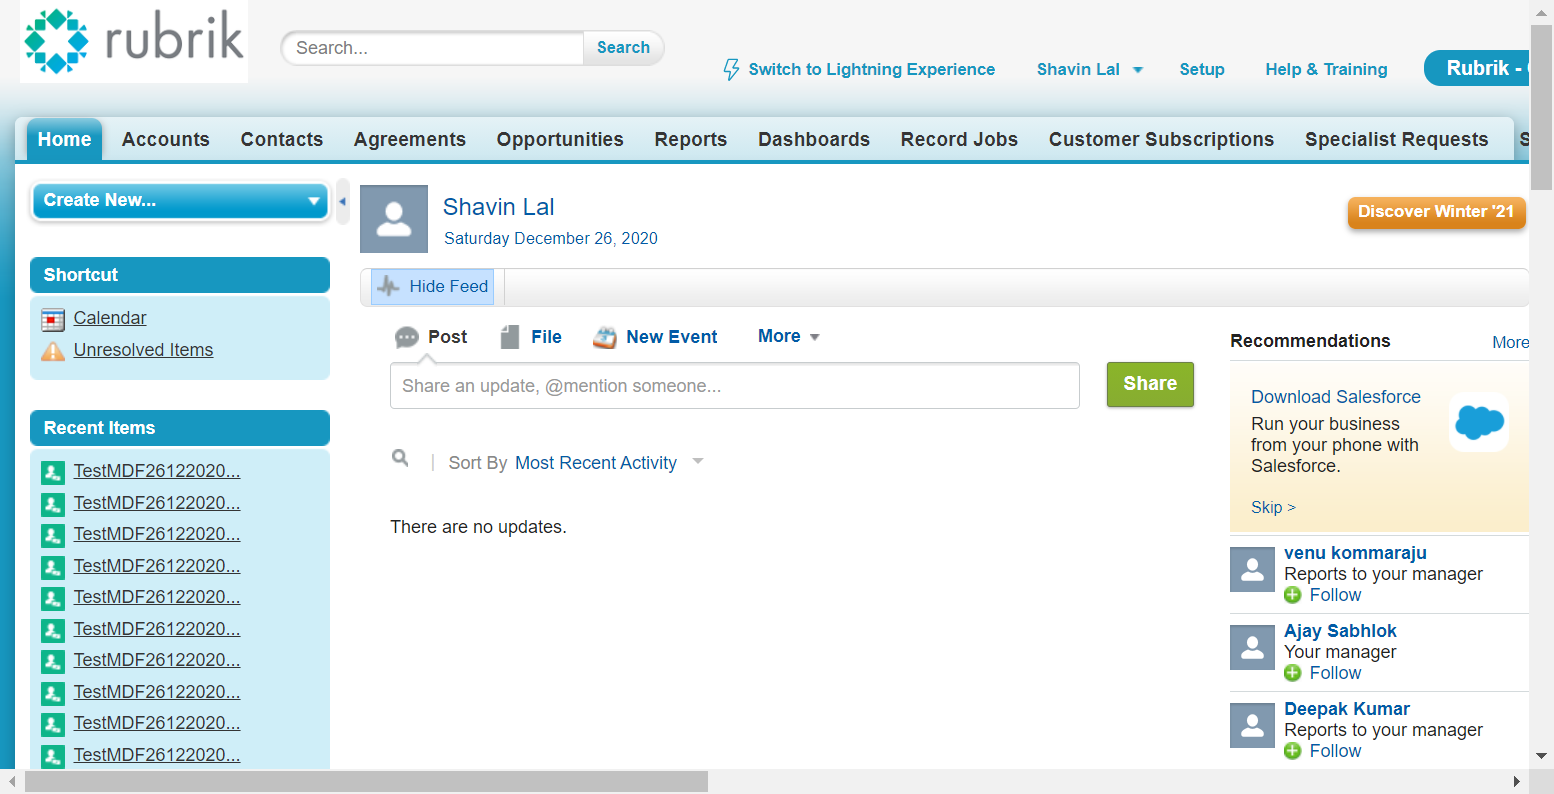 rubrik
Search...
Search
Switch to Lightning Experience
Shavin Lal
Setup
Help & Training
Rubrik -
Home
Accounts
Contacts
Agreements
Opportunities
Reports
Dashboards
Record Jobs
Customer Subscriptions
Specialist Requests
Create New...
Shortcut
Calendar
Unresolved Items
Recent Items
TestMDF26122020...
TestMDF26122020...
TestMDF26122020...
TestMDF26122020...
TestMDF26122020...
TestMDF26122020...
TestMDF26122020...
TestMDF26122020...
TestMDF26122020...
TestMDF26122020...
Shavin Lal
Saturday December 26, 2020
Discover Winter '21
Hide Feed
Post
File
New Event
More
Share an update, @mention someone...
Share
Sort By Most Recent Activity
There are no updates.
Recommendations
More
Download Salesforce
Run your business
from your phone with
Salesforce.
Skip >
venu kommaraju
Reports to your manager
Follow
Ajay Sabhlok
Your manager
Follow
Deepak Kumar
Reports to your manager
Follow